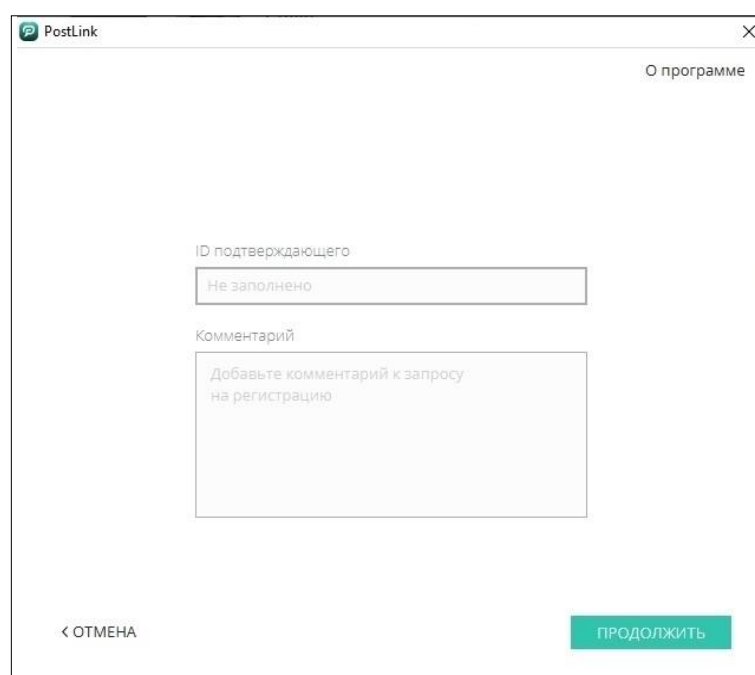 PostLink
О программе
ID подтверждающего
Не заполнено
Комментарий
Добавьте комментарий к запросу
на регистрацию
< ОТМЕНА
ПРОДОЛЖИТЬ